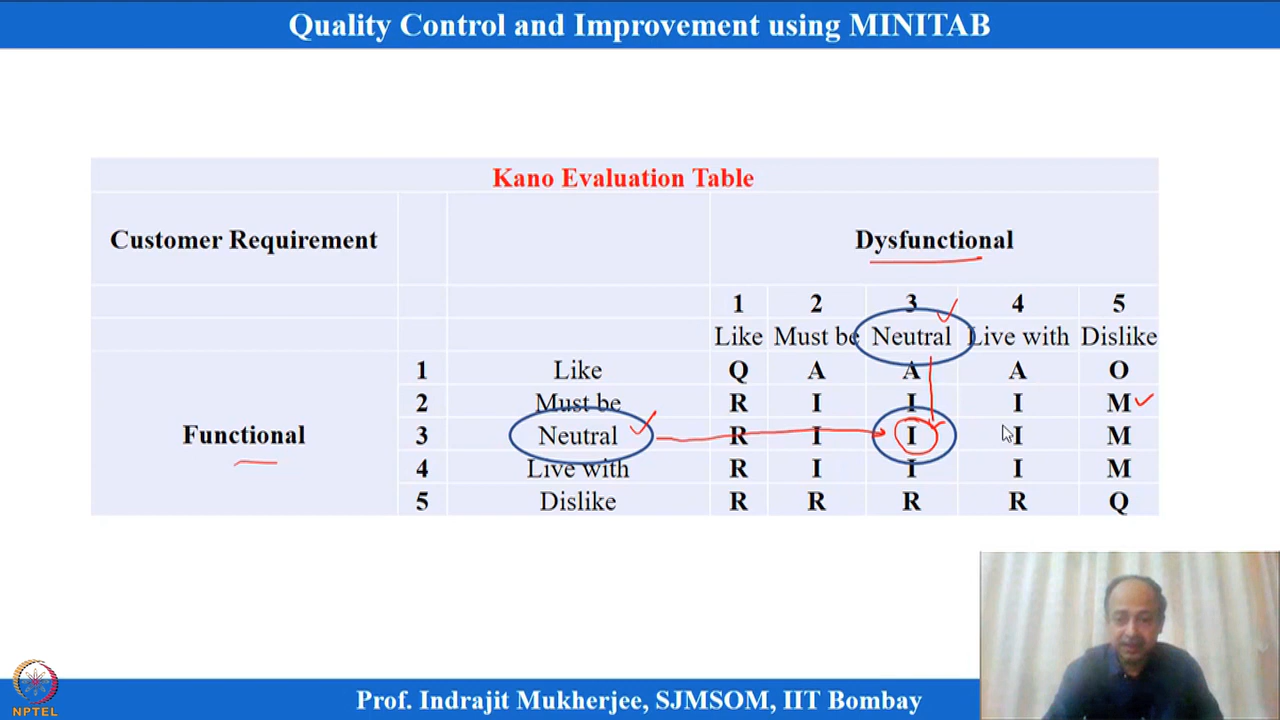 Quality Control and Improvement using MINITAB
Kano Evaluation Table
Customer Requirement Dysfunctional
1 2 3 4 5
Like Must be Neutral Live with Dislike
1 Like Q A A A O
2 Must be R I I I M
Functional 3 Neutral R I I I M
4 Live with R I I I M
5 Dislike R R R R Q
NPTEL
Prof. Indrajit Mukherjee, SJMSOM, IIT Bombay